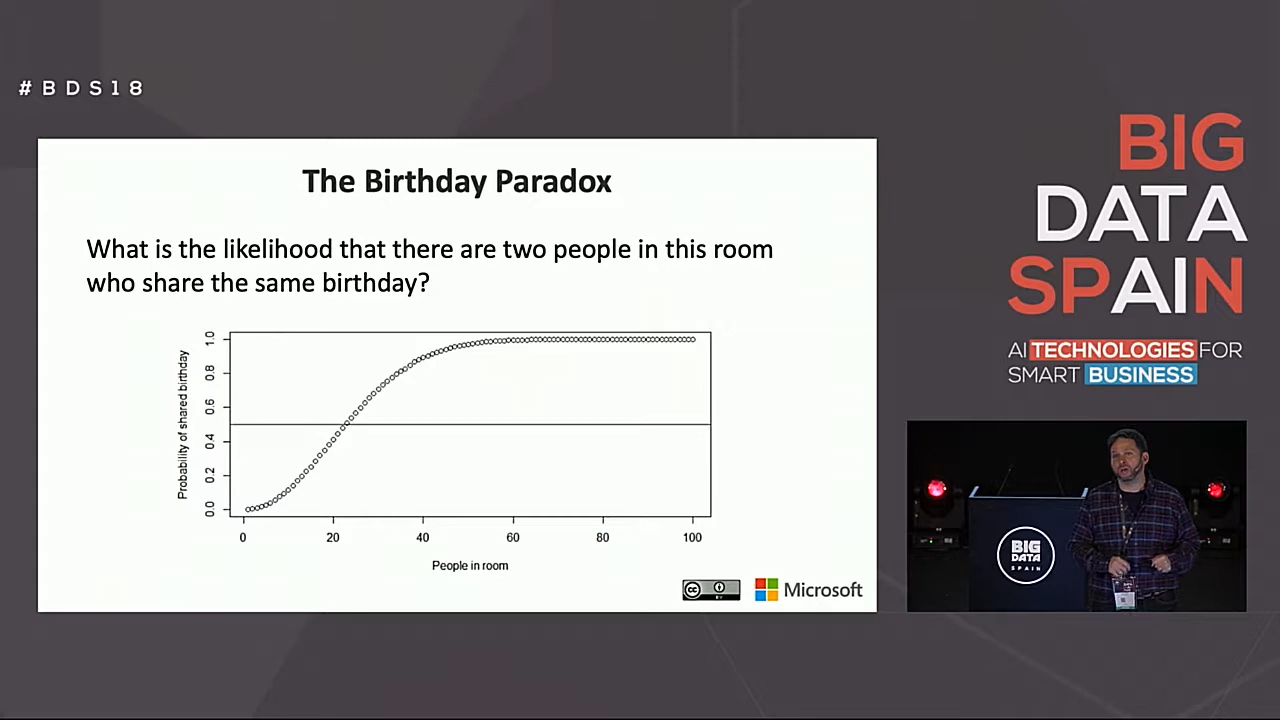 #BDS18
The Birthday Paradox
What is the likelihood that there are two people in this room
who share the same birthday?
Probability of shared birthday
1.0
0.8
0.6
0.4
0.2
0.0
0 20 40 60 80 100
People in room
cc
BY
Microsoft
BIG
DATA
SPAIN
AI TECHNOLOGIES FOR
SMART BUSINESS
BIG
DATA
SPAIN